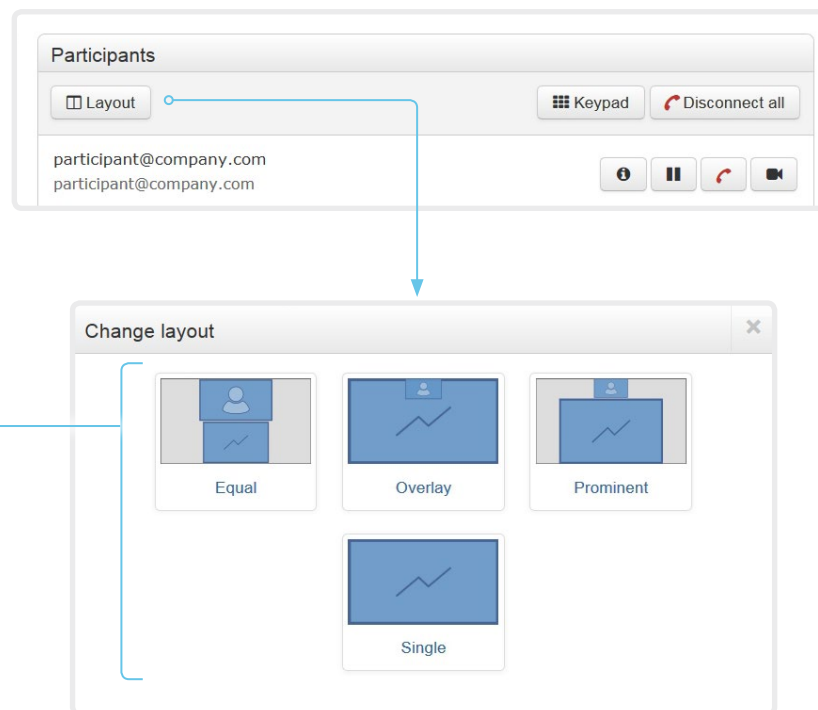 Participants
Layout
Keypad
Disconnect all
participant@company.com
participant@company.com
Change layout
Equal
Overlay
Prominent
Single